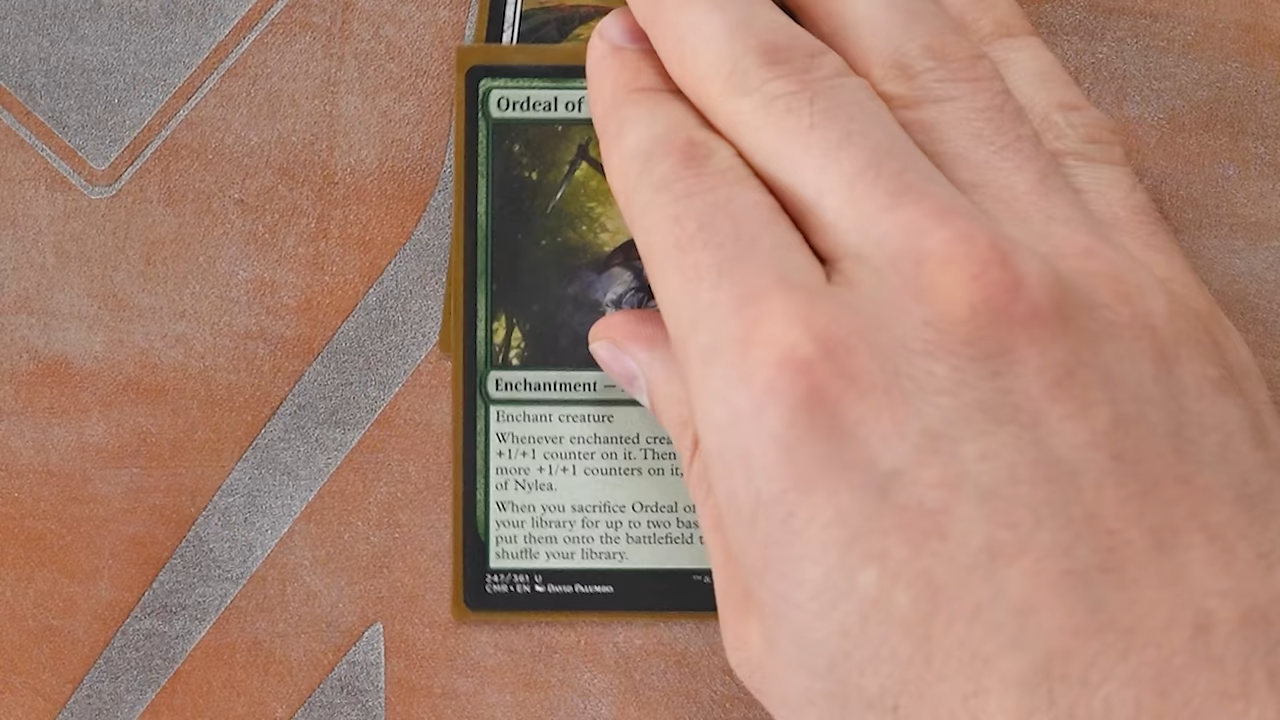 Ordeal of
Enchantment —
Enchant creature
Whenever enchanted crea
+1/+1 counter on it. Then
more +1/+1 counters on it,
of Nylea.
When you sacrifice Ordeal o
your library for up to two bas
put them onto the battlefield t
shuffle your library.
247/361 U
CMR • EN DAVID PALUMBO